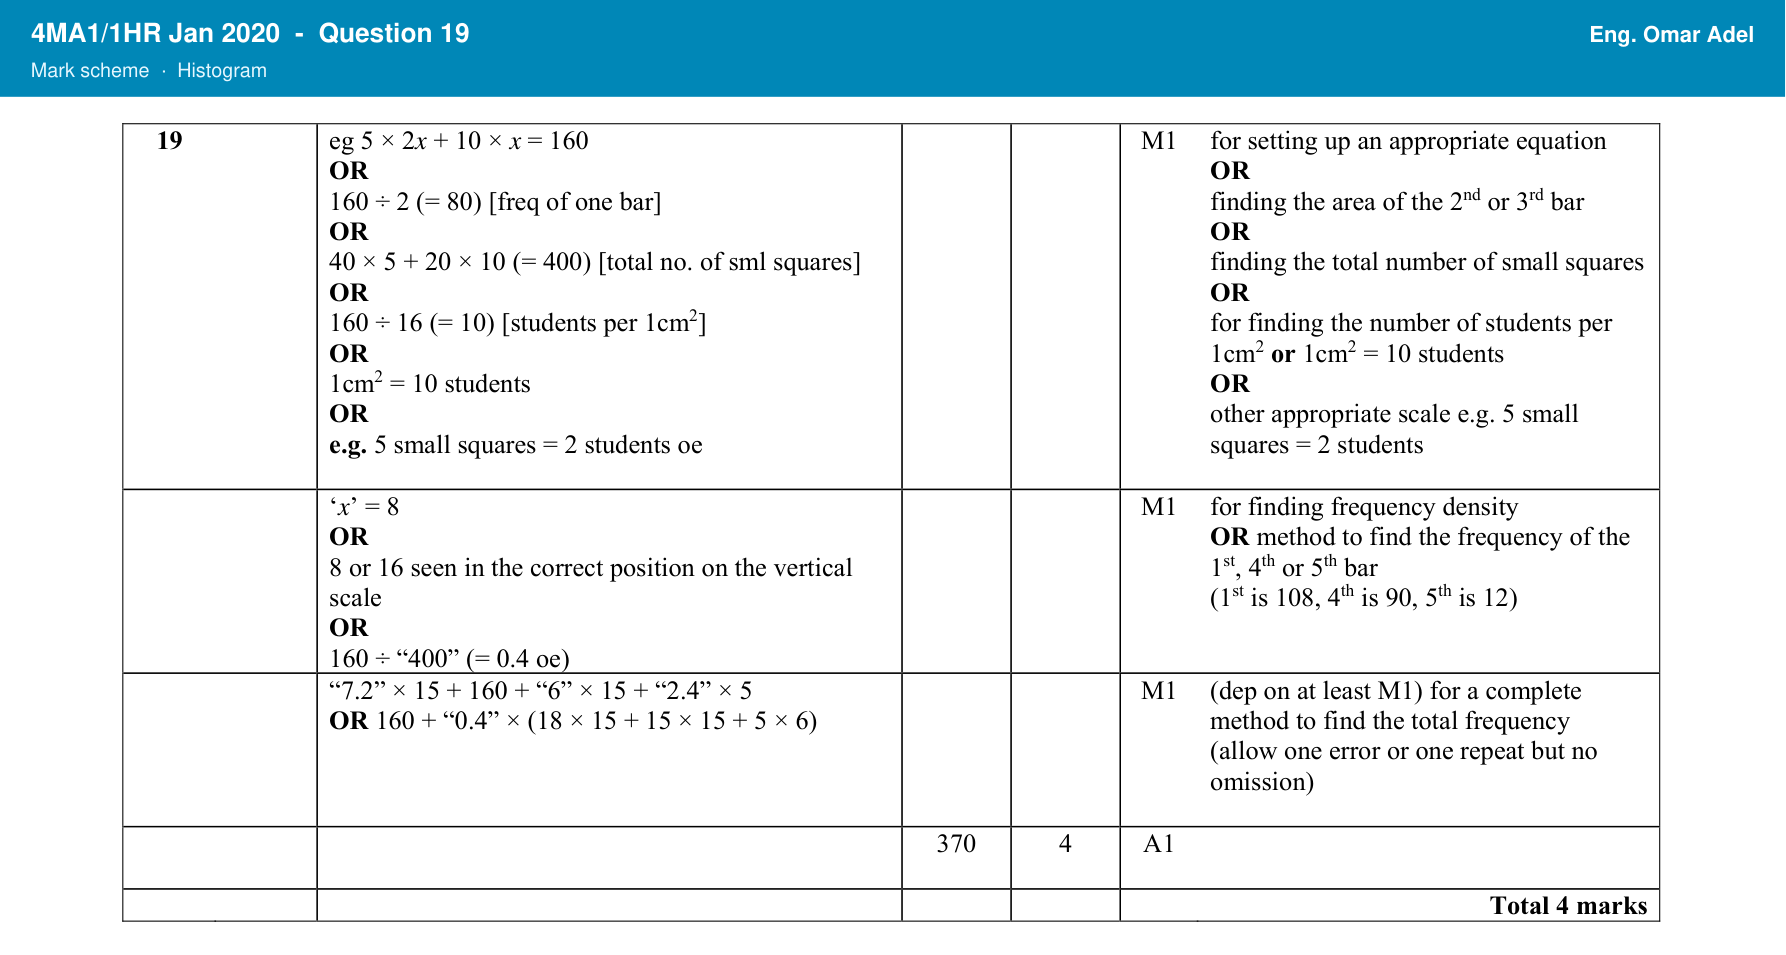 4MA1/1HR Jan 2020 - Question 19
Eng. Omar Adel
Mark scheme · Histogram
19
eg 5 × 2x + 10 × x = 160
OR
160 ÷ 2 (= 80) [freq of one bar]
OR
40 × 5 + 20 × 10 (= 400) [total no. of sml squares]
OR
160 ÷ 16 (= 10) [students per 1cm²]
OR
1cm² = 10 students
OR
e.g. 5 small squares = 2 students oe
M1 for setting up an appropriate equation
OR
finding the area of the 2nd or 3rd bar
OR
finding the total number of small squares
OR
for finding the number of students per
1cm² or 1cm² = 10 students
OR
other appropriate scale e.g. 5 small
squares = 2 students
‘x’ = 8
OR
8 or 16 seen in the correct position on the vertical
scale
OR
160 ÷ “400” (= 0.4 oe)
M1 for finding frequency density
OR method to find the frequency of the
1st, 4th or 5th bar
(1st is 108, 4th is 90, 5th is 12)
“7.2” × 15 + 160 + “6” × 15 + “2.4” × 5
OR 160 + “0.4” × (18 × 15 + 15 × 15 + 5 × 6)
M1 (dep on at least M1) for a complete
method to find the total frequency
(allow one error or one repeat but no
omission)
370 4 A1
Total 4 marks